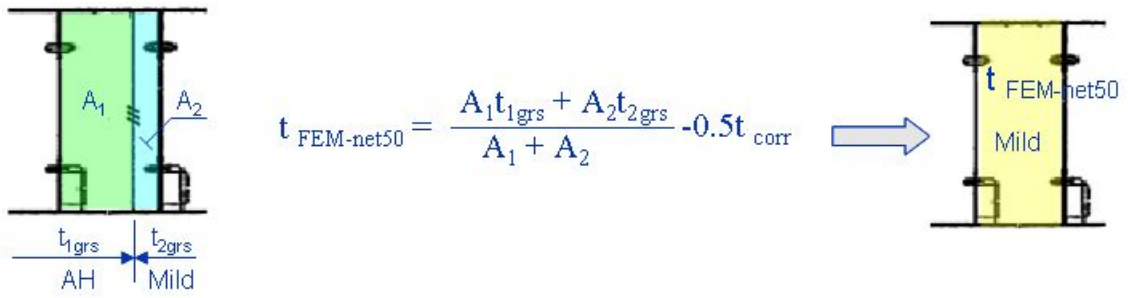 A1
A2
t1grs t2grs
AH Mild
t FEM-net50 = (A1t1grs + A2t2grs) / (A1 + A2) -0.5t corr
t FEM-net50
Mild